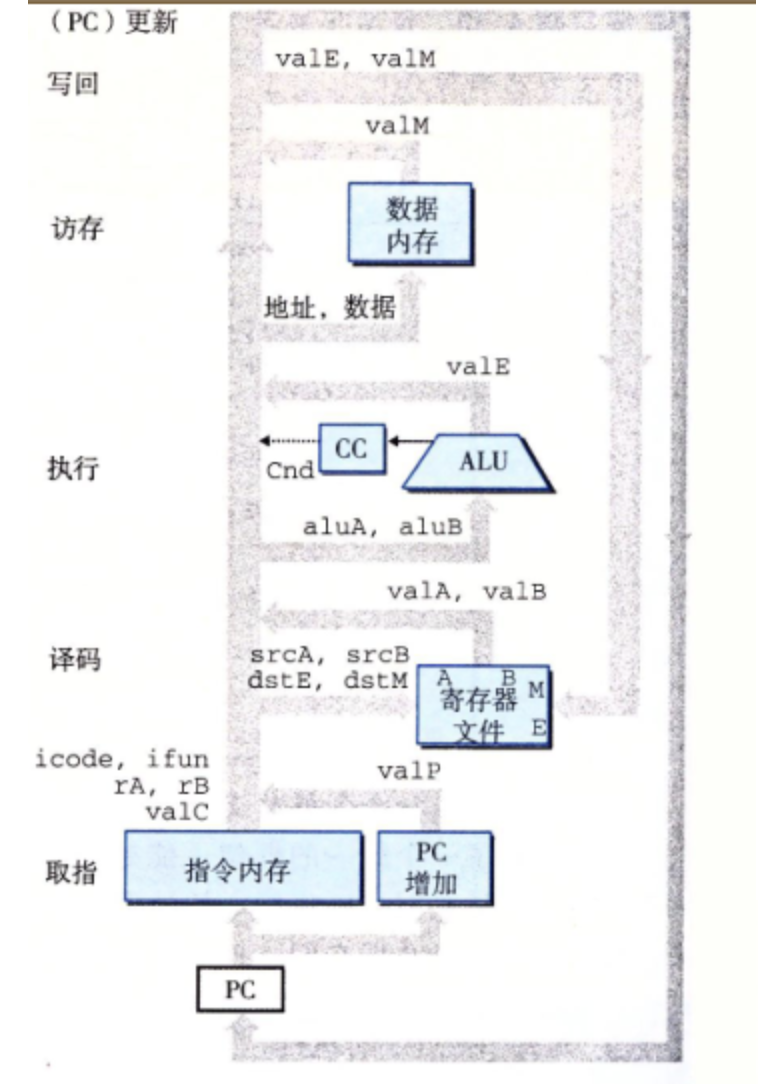 （PC）更新
valE, valM
写回
valM
数据
内存
访存
地址，数据
valE
CC
ALU
执行
Cnd
aluA, aluB
valA, valB
译码
srcA, srcB
dstE, dstM
A B M
寄存器
文件 E
icode, ifun
rA, rB
valC
valP
取指
指令内存
PC
增加
PC